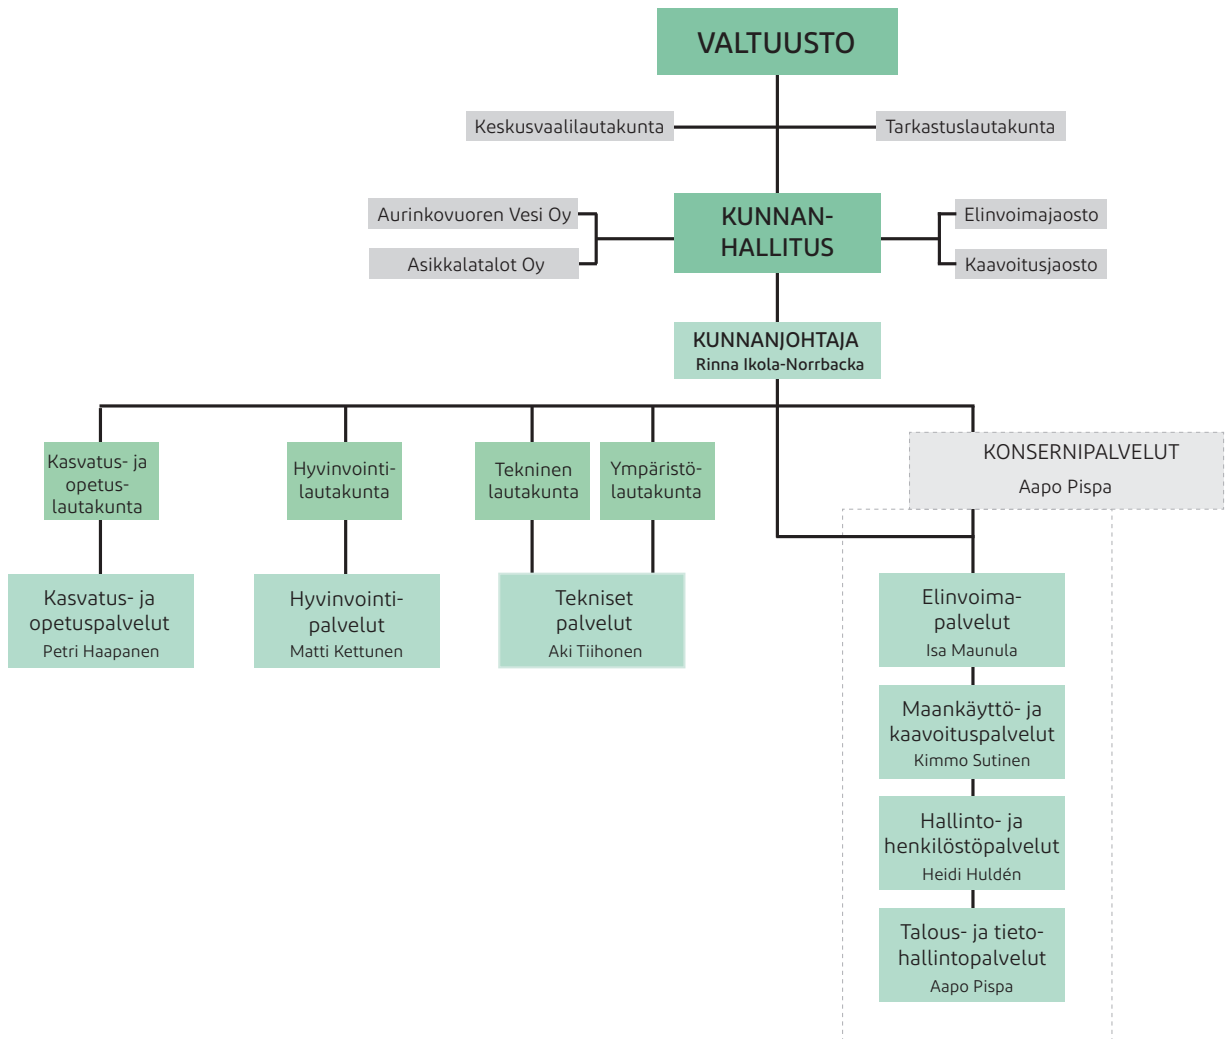 VALTUUSTO
Keskusvaalilautakunta
Tarkastuslautakunta
Aurinkovuoren Vesi Oy
Asikkalatalot Oy
KUNNAN-
HALLITUS
Elinvoimajaosto
Kaavoitusjaosto
KUNNANJOHTAJA
Rinna Ikola-Norrbacka
Kasvatus- ja
opetus-
lautakunta
Hyvinvointi-
lautakunta
Tekninen
lautakunta
Ympäristö-
lautakunta
KONSERNIPALVELUT
Aapo Pispa
Kasvatus- ja
opetuspalvelut
Petri Haapanen
Hyvinvointi-
palvelut
Matti Kettunen
Tekniset
palvelut
Aki Tiihonen
Elinvoima-
palvelut
Isa Maunula
Maankäyttö- ja
kaavoituspalvelut
Kimmo Sutinen
Hallinto- ja
henkilöstöpalvelut
Heidi Huldén
Talous- ja tieto-
hallintopalvelut
Aapo Pispa